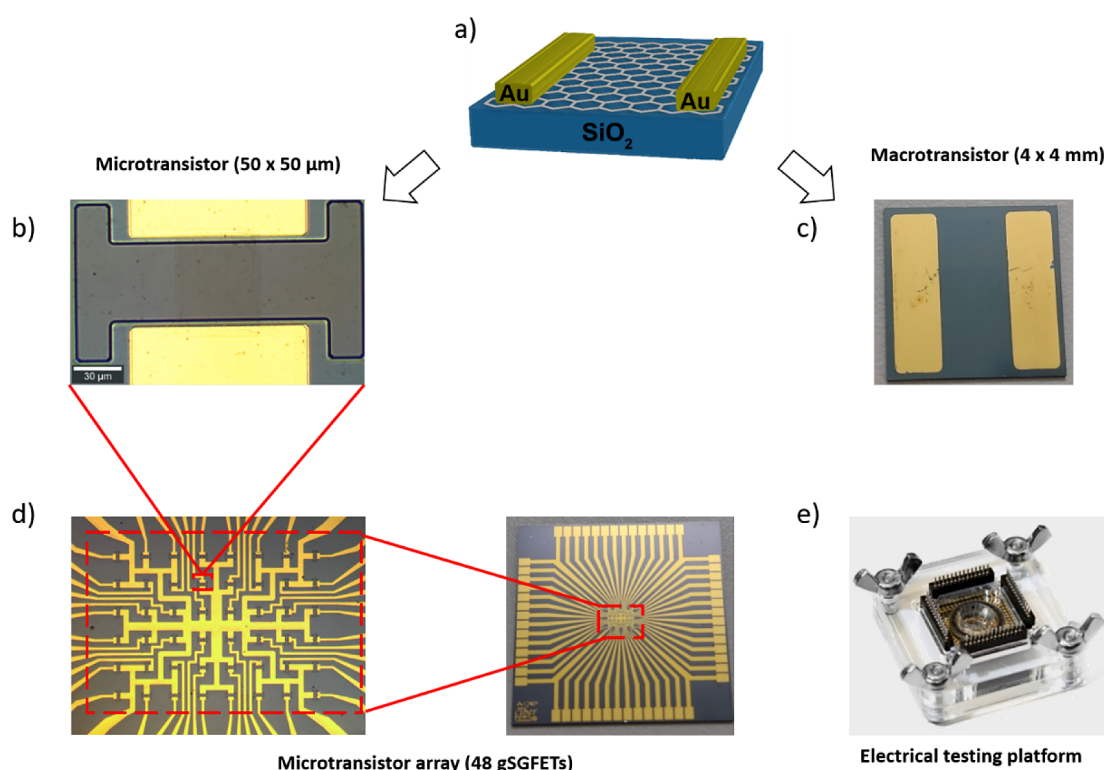 a)
Au
Au
SiO2
Microtransistor (50 x 50 µm)
Macrotransistor (4 x 4 mm)
b)
c)
30 µm
d)
e)
Microtransistor array (48 gSGFETs)
Electrical testing platform